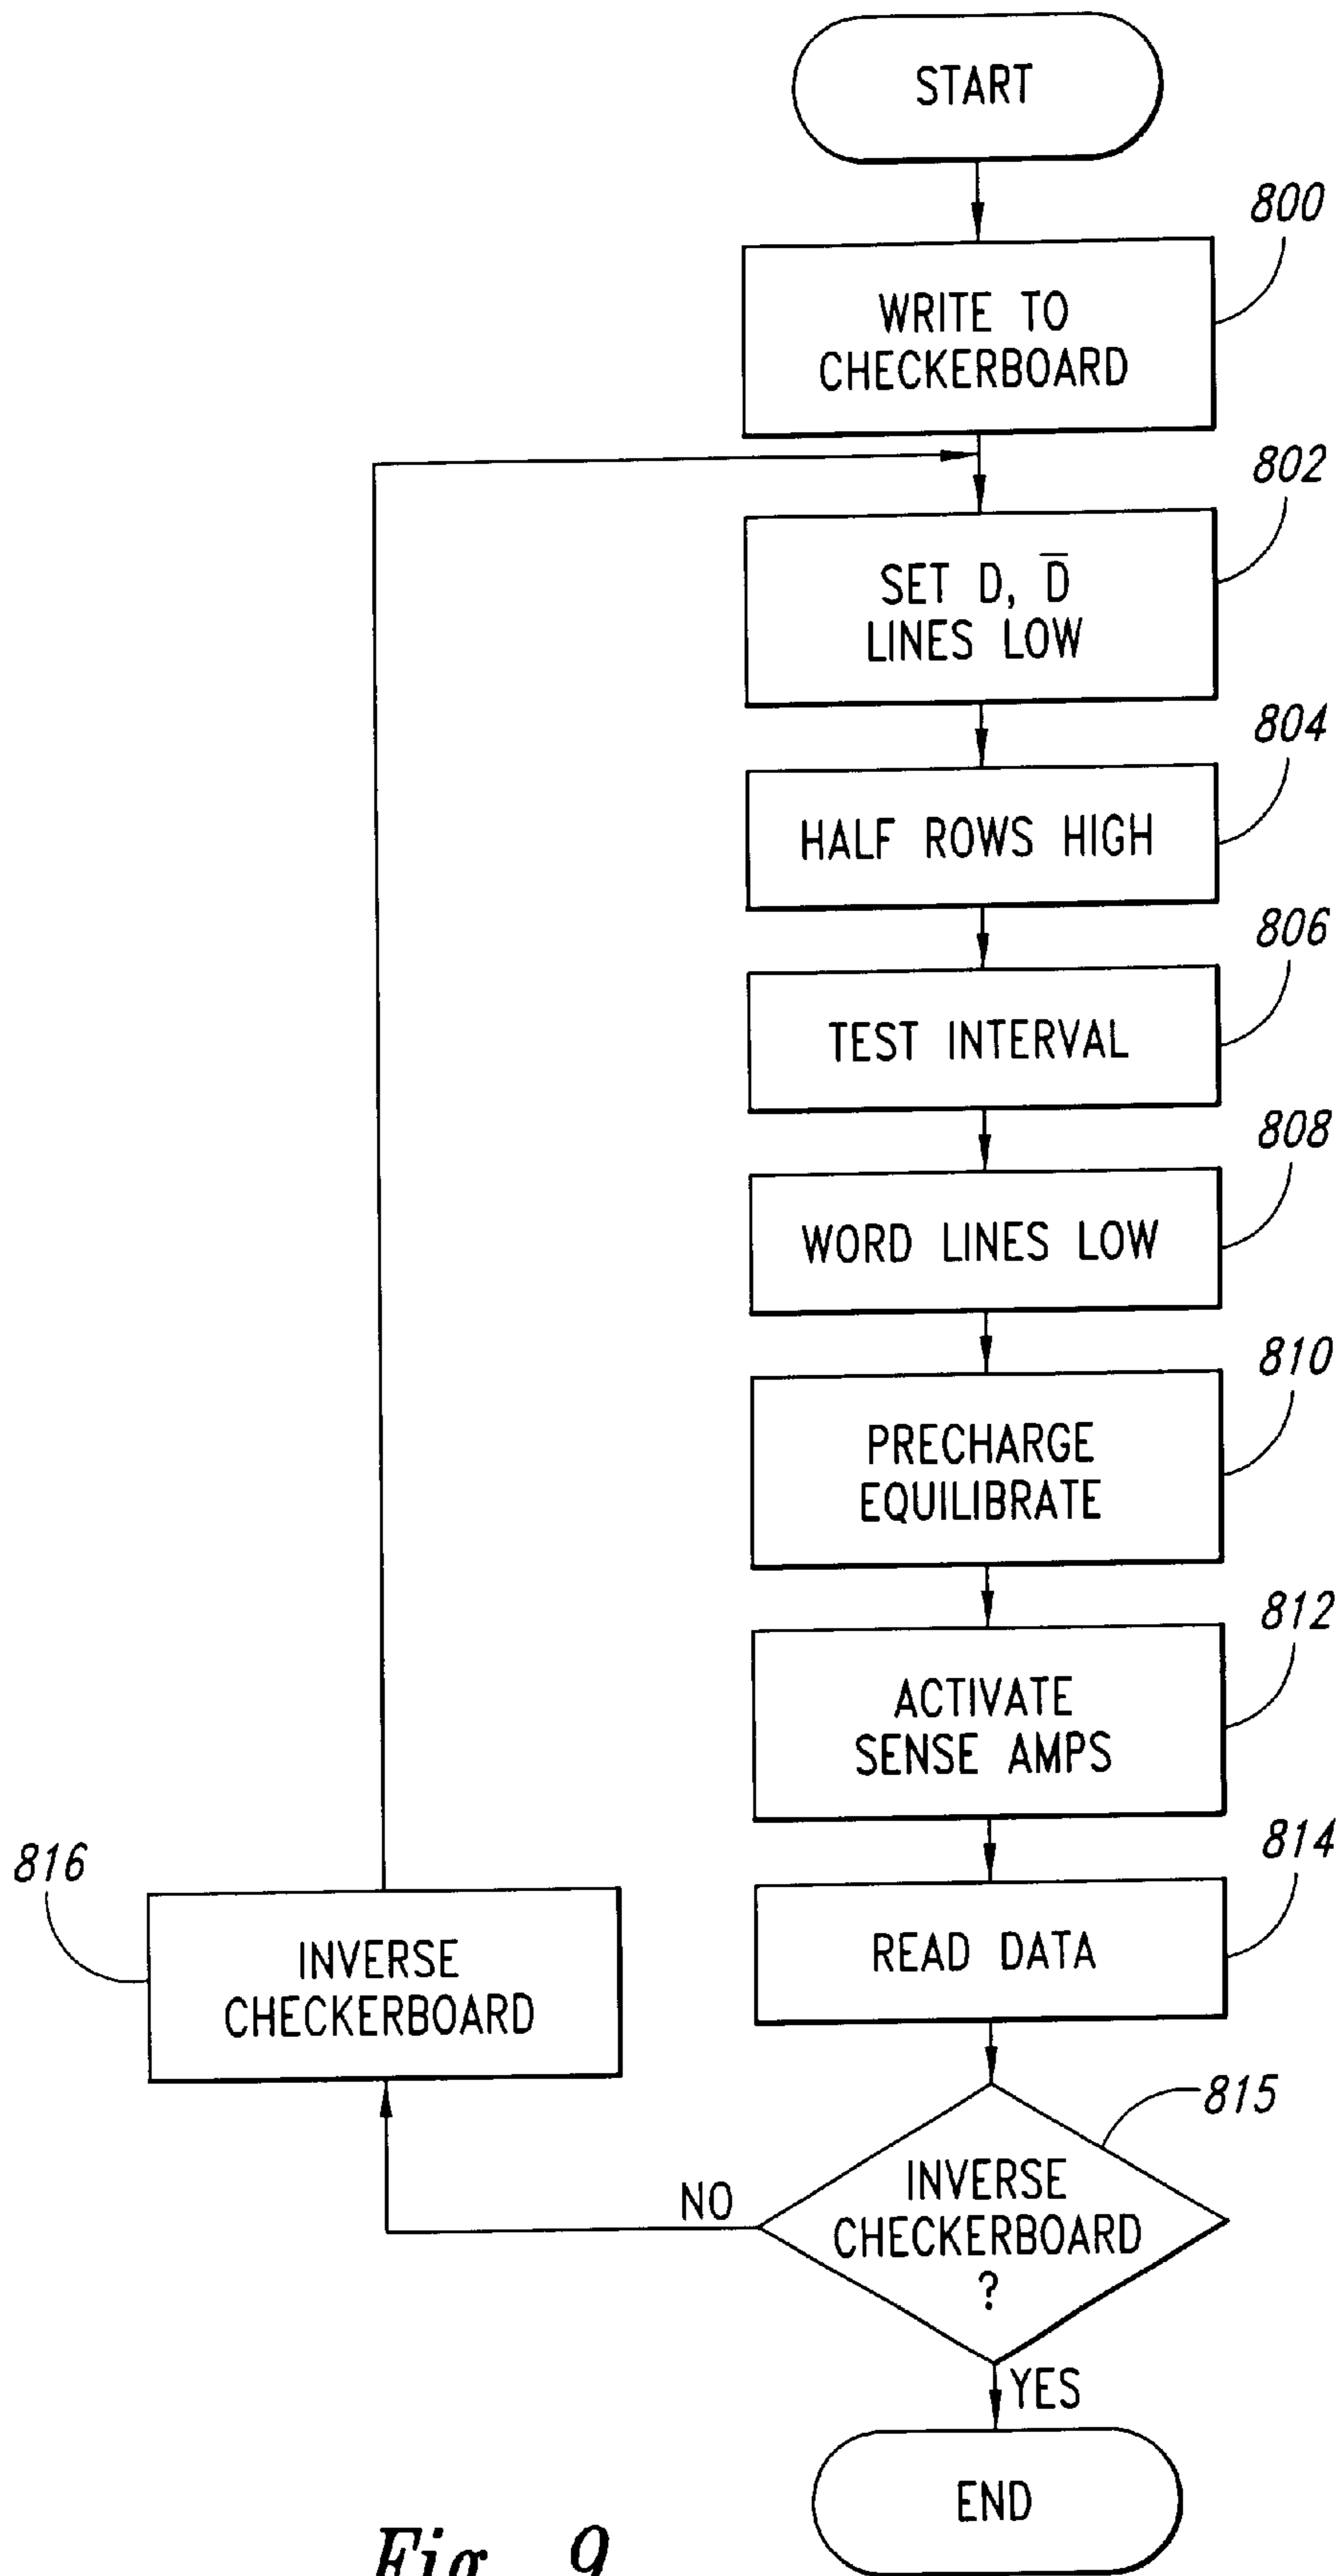 START
800
WRITE TO
CHECKERBOARD
802
SET D, D̅
LINES LOW
804
HALF ROWS HIGH
806
TEST INTERVAL
808
WORD LINES LOW
810
PRECHARGE
EQUILIBRATE
812
ACTIVATE
SENSE AMPS
814
READ DATA
816
INVERSE
CHECKERBOARD
815
INVERSE
CHECKERBOARD
?
NO
YES
END
Fig. 9